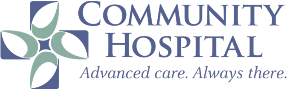 COMMUNITY
HOSPITAL
Advanced care. Always there.